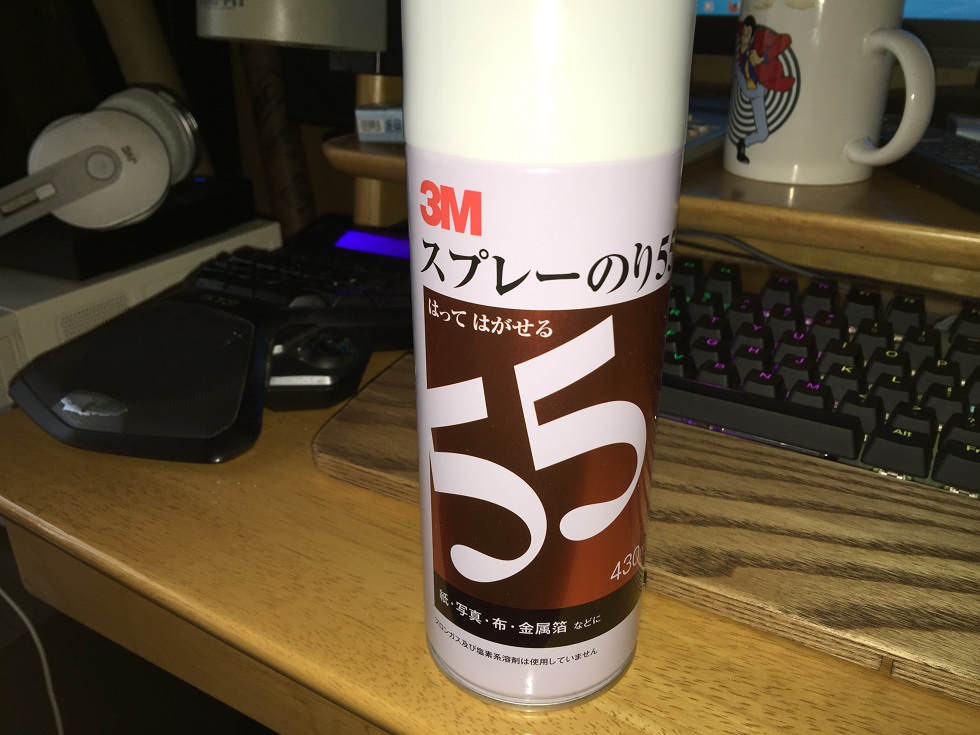 3M
スプレーのり55
はって はがせる
55
430
紙・写真・布・金属箔 などに
フロンガス及び塩素系溶剤は使用していません
Alt